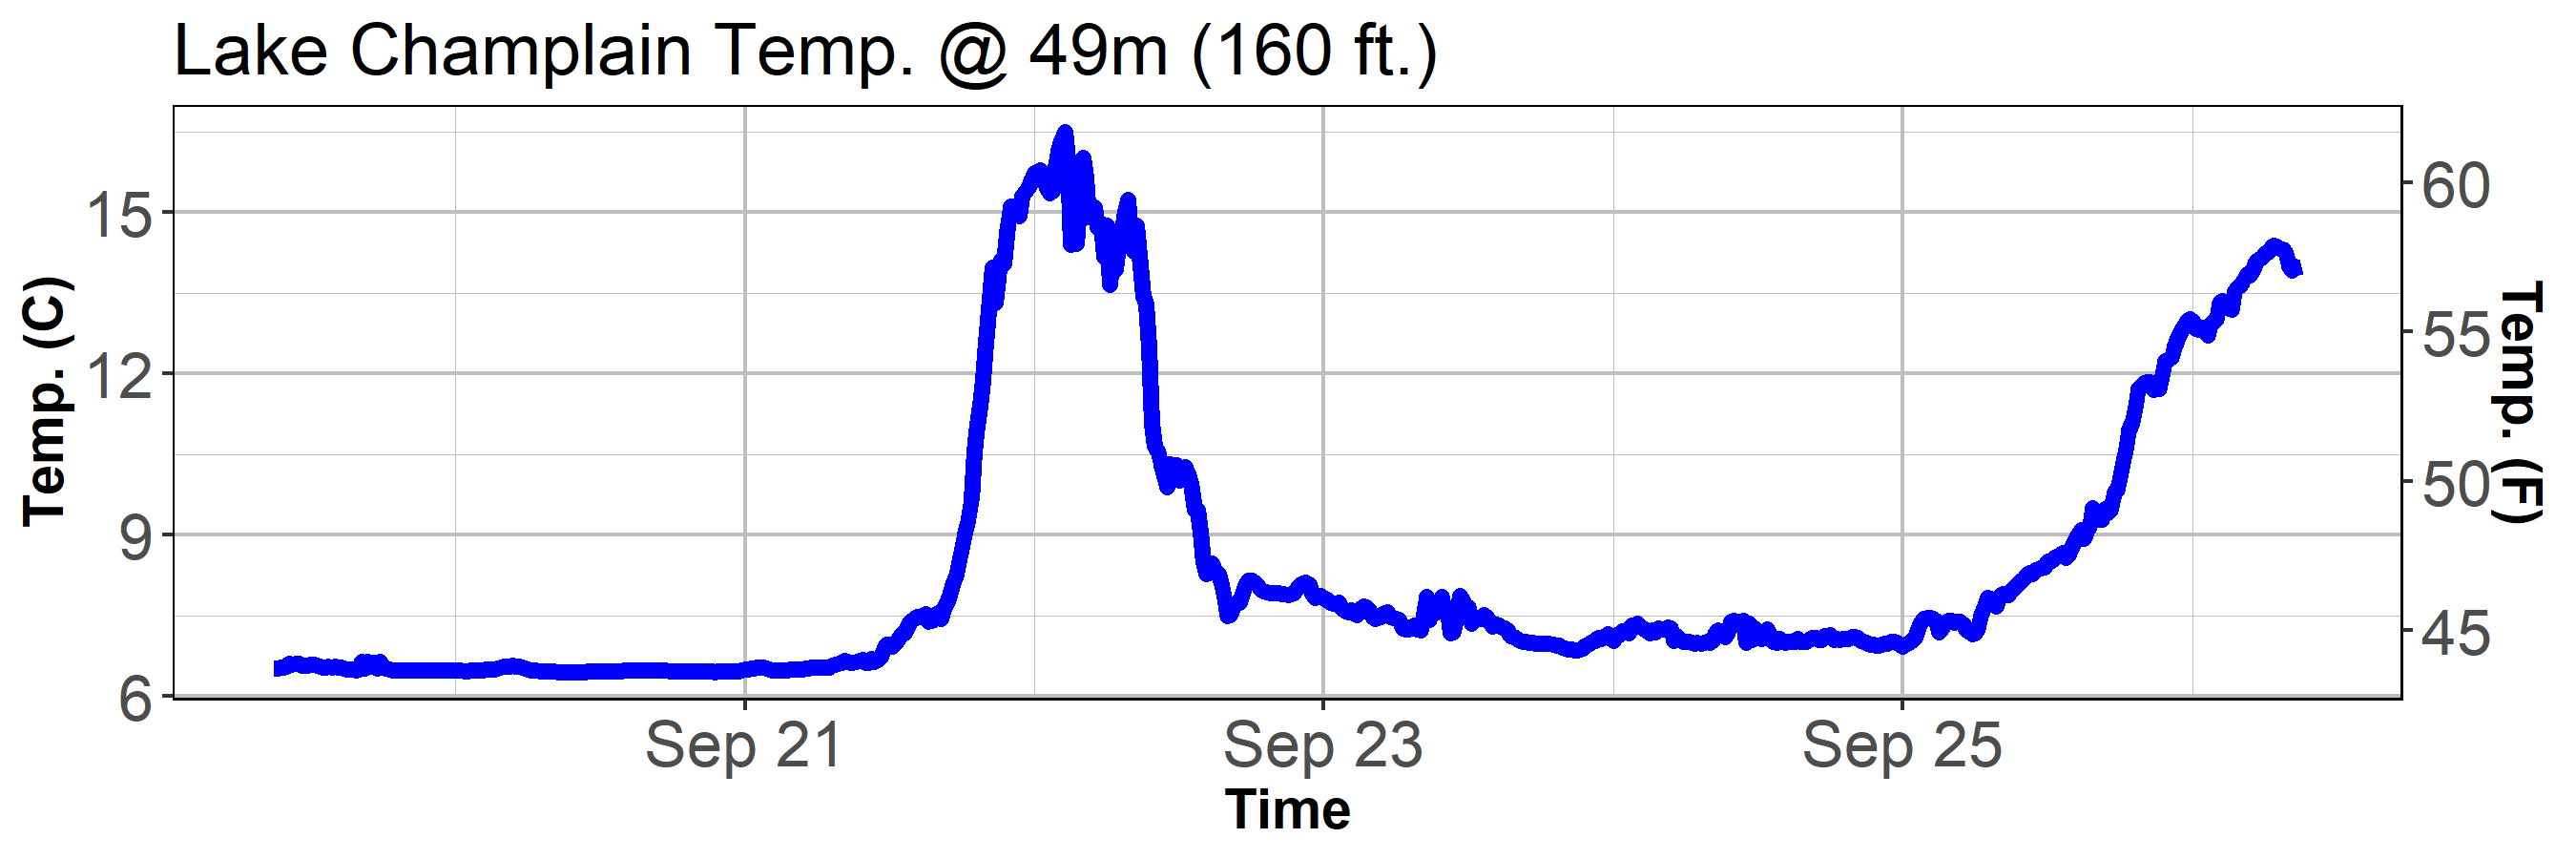 Lake Champlain Temp. @ 49m (160 ft.)
Temp. (C)
15
12
9
6
60
55
50
45
Temp. (F)
Sep 21
Sep 23
Sep 25
Time